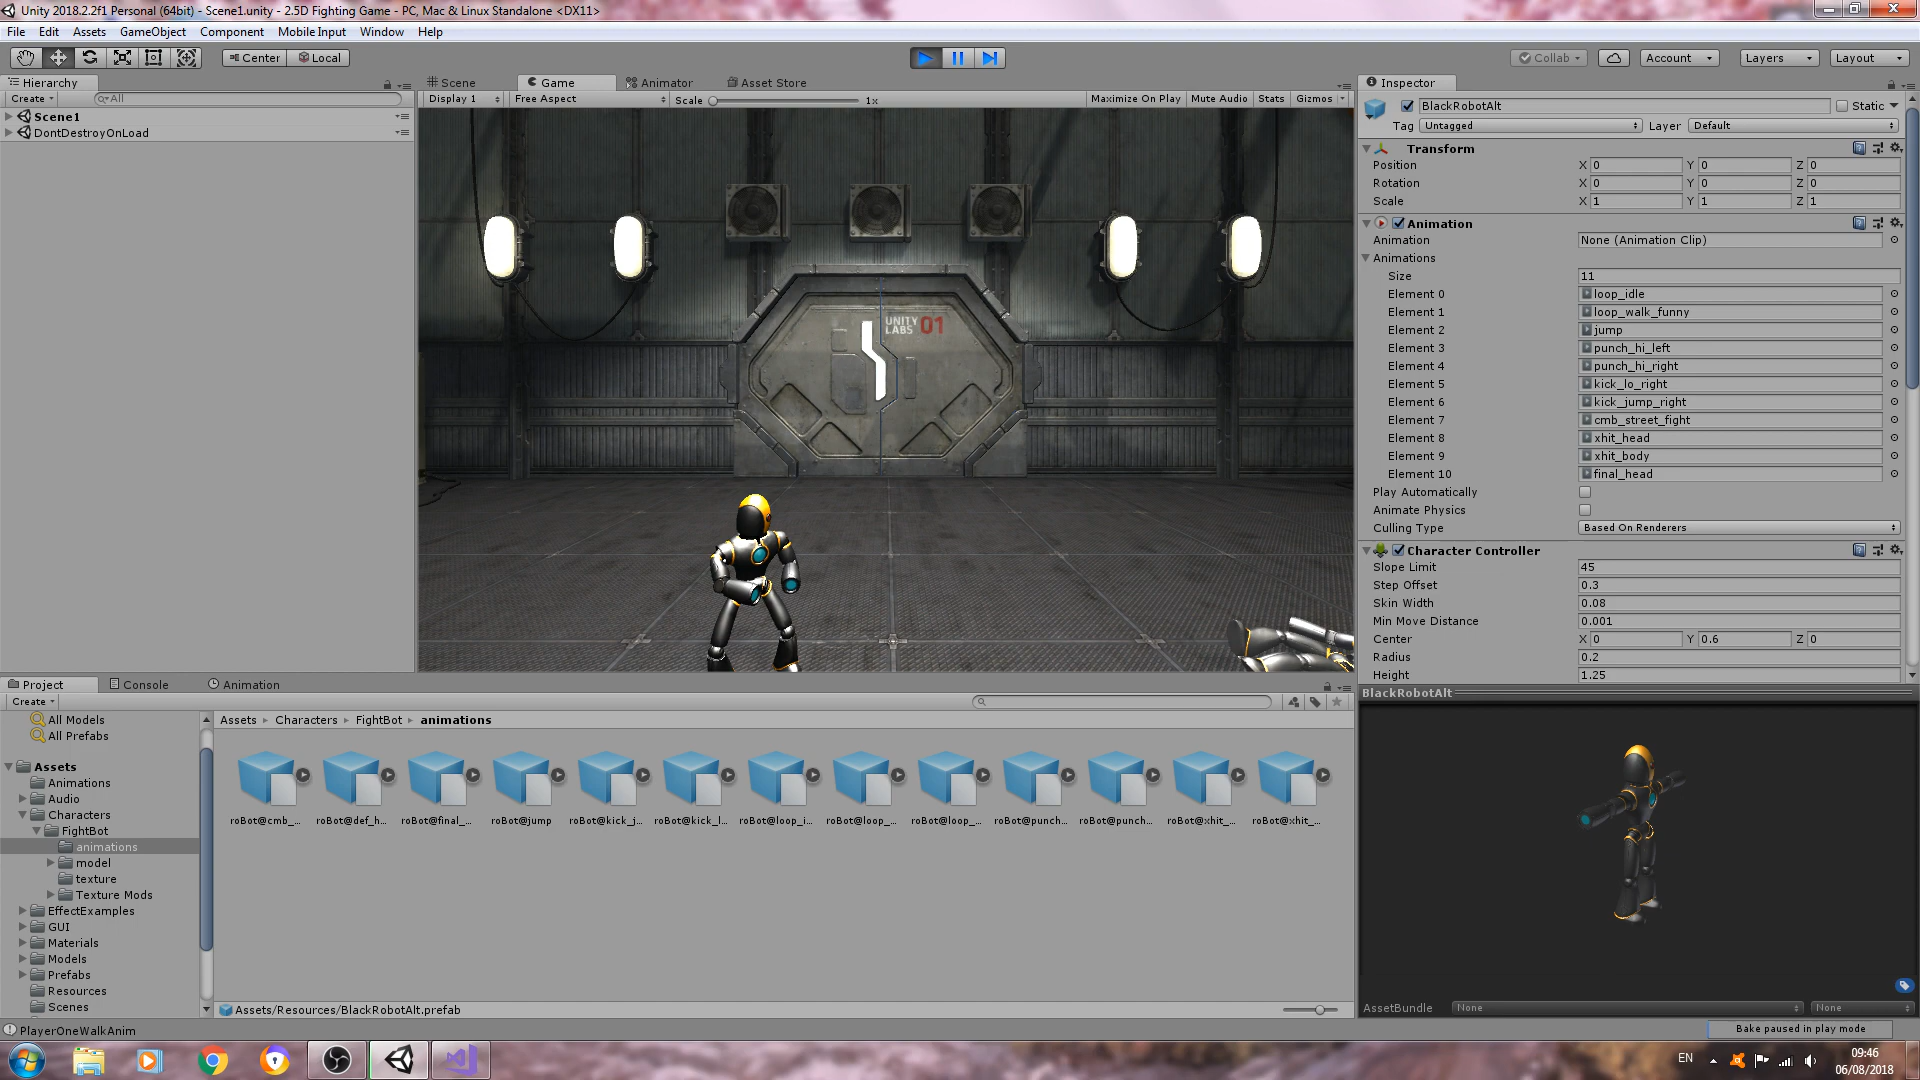 Unity 2018.2.2f1 Personal (64bit) - Scene1.unity - 2.5D Fighting Game - PC, Mac & Linux Standalone <DX11>
File Edit Assets GameObject Component Mobile Input Window Help
Center Local Collab Account Layers Layout
Hierarchy
Create All
Scene1
DontDestroyOnLoad
Scene Game Animator Asset Store
Display 1 Free Aspect Scale 1x Maximize On Play Mute Audio Stats Gizmos
UNITY
LABS 01
Inspector
BlackRobotAlt Static
Tag Untagged Layer Default
Transform
Position X 0 Y 0 Z 0
Rotation X 0 Y 0 Z 0
Scale X 1 Y 1 Z 1
Animation
Animation None (Animation Clip)
Animations
Size 11
Element 0 loop_idle
Element 1 loop_walk_funny
Element 2 jump
Element 3 punch_hi_left
Element 4 punch_hi_right
Element 5 kick_lo_right
Element 6 kick_jump_right
Element 7 cmb_street_fight
Element 8 xhit_head
Element 9 xhit_body
Element 10 final_head
Play Automatically
Animate Physics
Culling Type Based On Renderers
Character Controller
Slope Limit 45
Step Offset 0.3
Skin Width 0.08
Min Move Distance 0.001
Center X 0 Y 0.6 Z 0
Radius 0.2
Height 1.25
BlackRobotAlt
AssetBundle None None
Project Console Animation
Create
All Models
All Prefabs
Assets
Animations
Audio
Characters
FightBot
animations
model
texture
Texture Mods
EffectExamples
GUI
Materials
Models
Prefabs
Resources
Scenes
Assets Characters FightBot animations
roBot@cmb_... roBot@def_h... roBot@final_... roBot@jump roBot@kick_j... roBot@kick_l... roBot@loop_i... roBot@loop_... roBot@loop_... roBot@punch... roBot@punch... roBot@xhit_... roBot@xhit_...
Assets/Resources/BlackRobotAlt.prefab
PlayerOneWalkAnim
Bake paused in play mode
EN
09:46
06/08/2018